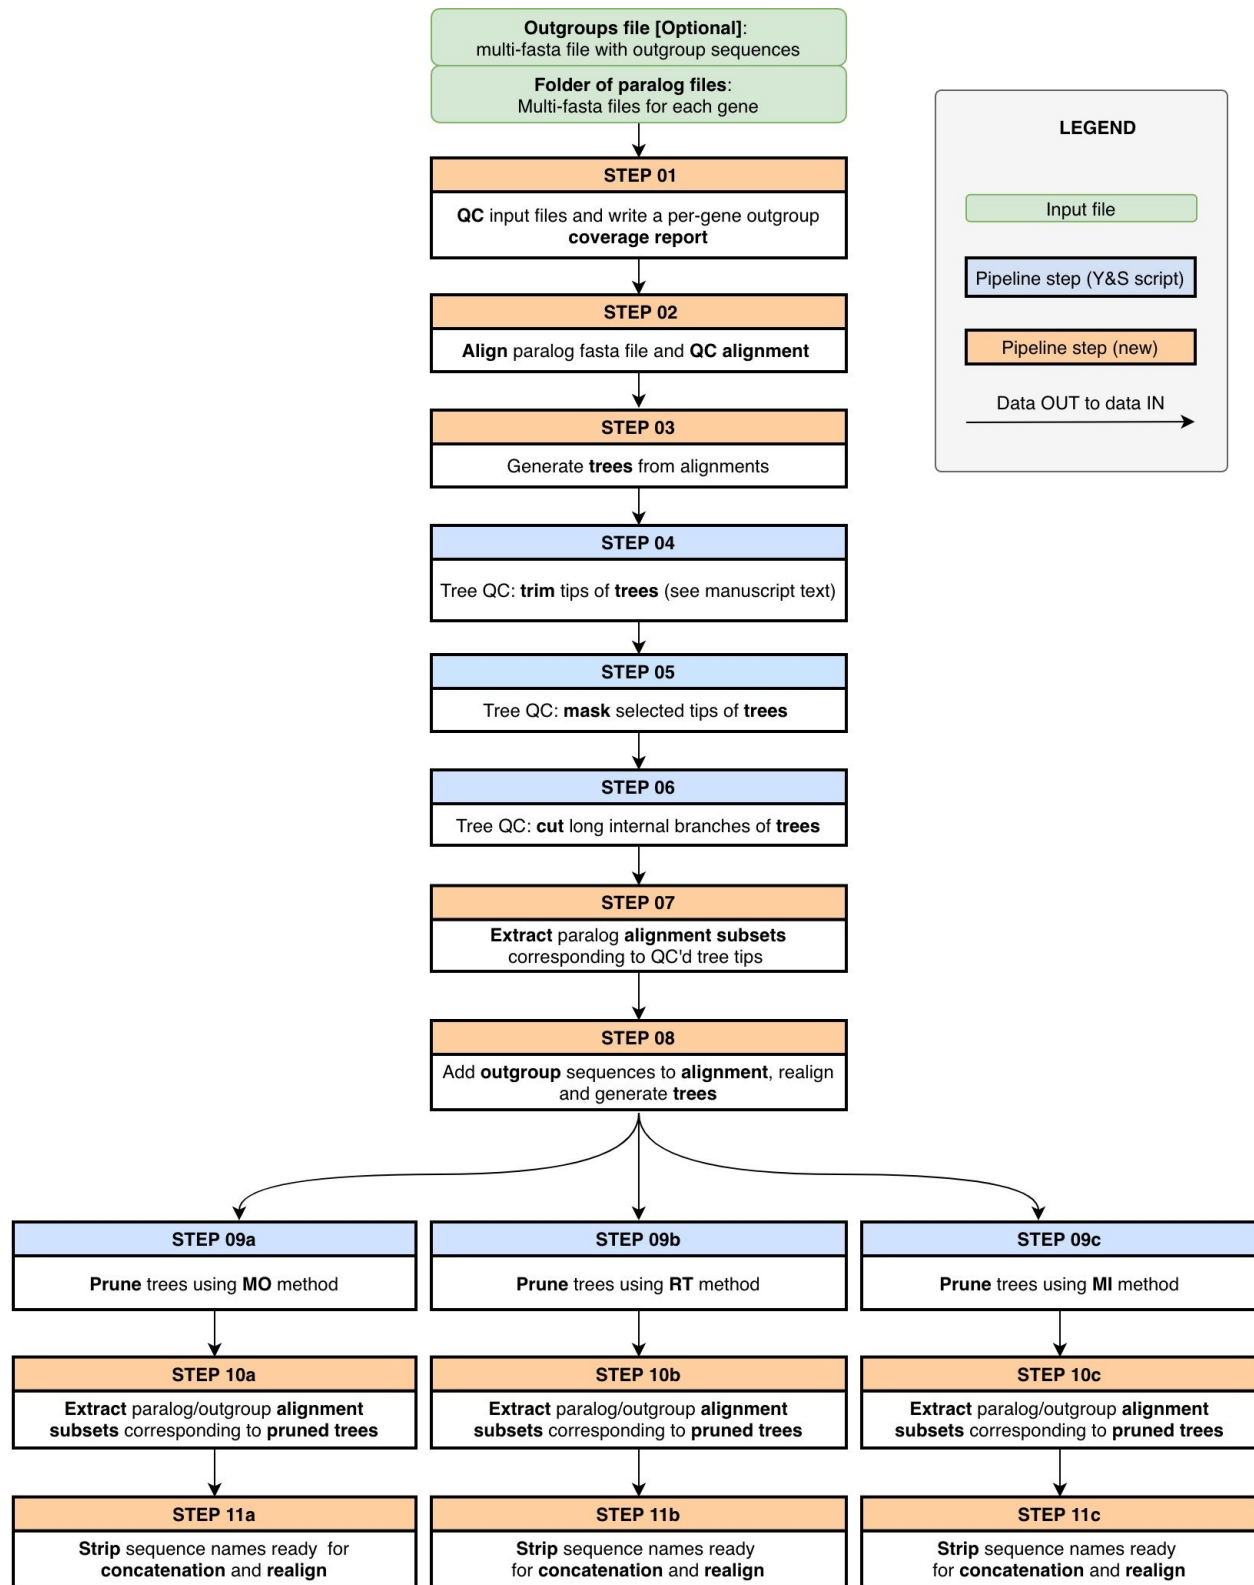 Outgroups file [Optional]:
multi-fasta file with outgroup sequences
Folder of paralog files:
Multi-fasta files for each gene
LEGEND
Input file
Pipeline step (Y&S script)
Pipeline step (new)
Data OUT to data IN
STEP 01
QC input files and write a per-gene outgroup
coverage report
STEP 02
Align paralog fasta file and QC alignment
STEP 03
Generate trees from alignments
STEP 04
Tree QC: trim tips of trees (see manuscript text)
STEP 05
Tree QC: mask selected tips of trees
STEP 06
Tree QC: cut long internal branches of trees
STEP 07
Extract paralog alignment subsets
corresponding to QC'd tree tips
STEP 08
Add outgroup sequences to alignment, realign
and generate trees
STEP 09a
Prune trees using MO method
STEP 09b
Prune trees using RT method
STEP 09c
Prune trees using MI method
STEP 10a
Extract paralog/outgroup alignment
subsets corresponding to pruned trees
STEP 10b
Extract paralog/outgroup alignment
subsets corresponding to pruned trees
STEP 10c
Extract paralog/outgroup alignment
subsets corresponding to pruned trees
STEP 11a
Strip sequence names ready for
concatenation and realign
STEP 11b
Strip sequence names ready
for concatenation and realign
STEP 11c
Strip sequence names ready
for concatenation and realign